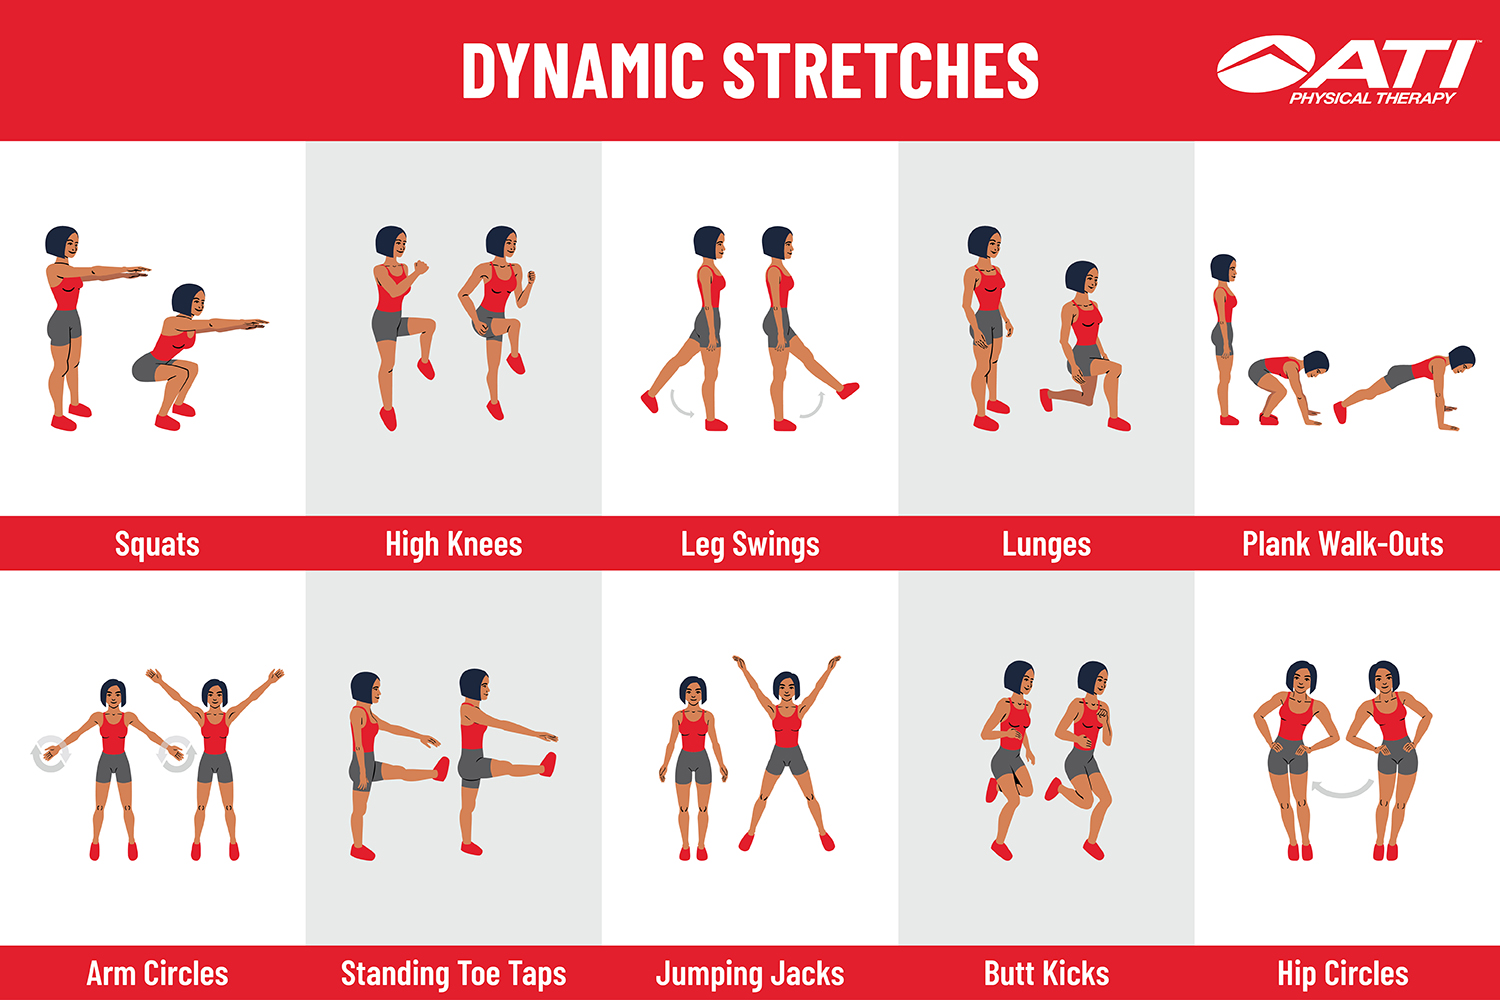 DYNAMIC STRETCHES
ATI™
PHYSICAL THERAPY
Squats
High Knees
Leg Swings
Lunges
Plank Walk-Outs
Arm Circles
Standing Toe Taps
Jumping Jacks
Butt Kicks
Hip Circles